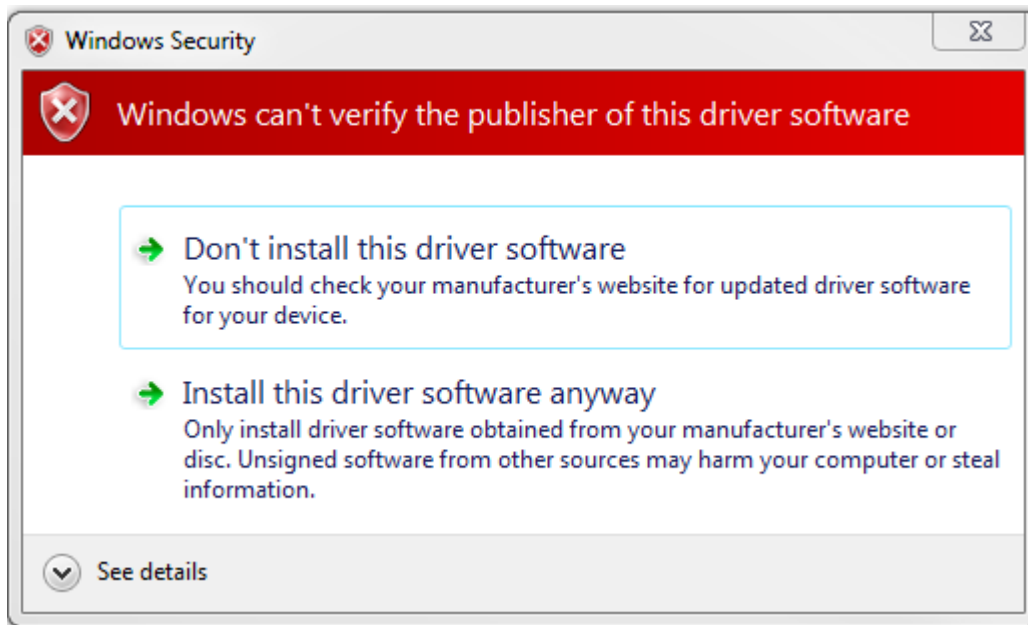 Windows Security
Windows can't verify the publisher of this driver software
Don't install this driver software
You should check your manufacturer's website for updated driver software
for your device.
Install this driver software anyway
Only install driver software obtained from your manufacturer's website or
disc. Unsigned software from other sources may harm your computer or steal
information.
See details